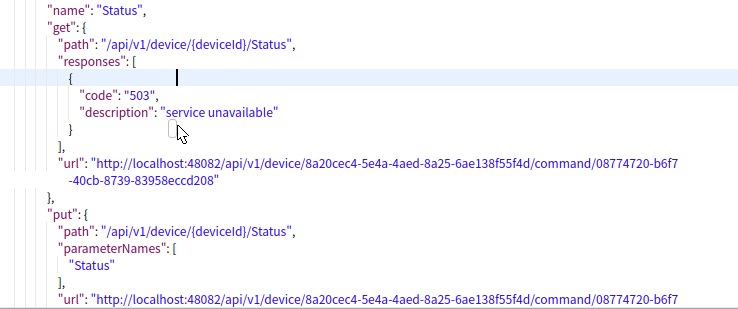 "name": "Status",
"get": {
"path": "/api/v1/device/{deviceId}/Status",
"responses": [
{
"code": "503",
"description": "service unavailable"
}
],
"url": "http://localhost:48082/api/v1/device/8a20cec4-5e4a-4aed-8a25-6ae138f55f4d/command/08774720-b6f7
-40cb-8739-83958eccd208"
},
"put": {
"path": "/api/v1/device/{deviceId}/Status",
"parameterNames": [
"Status"
],
"url": "http://localhost:48082/api/v1/device/8a20cec4-5e4a-4aed-8a25-6ae138f55f4d/command/08774720-b6f7